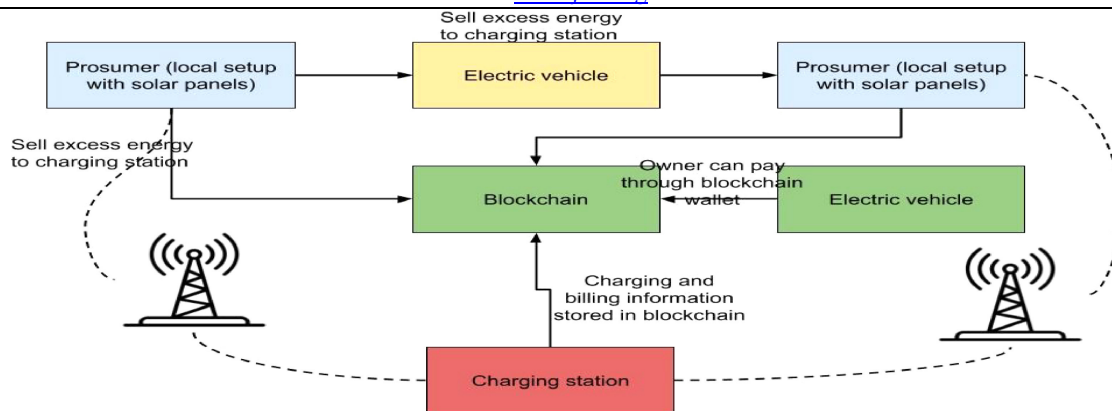 Sell excess energy
to charging station
Prosumer (local setup
with solar panels)
Electric vehicle
Prosumer (local setup
with solar panels)
Sell excess energy
to charging station
Owner can pay
through blockchain
wallet
Blockchain
Electric vehicle
Charging and
billing information
stored in blockchain
Charging station